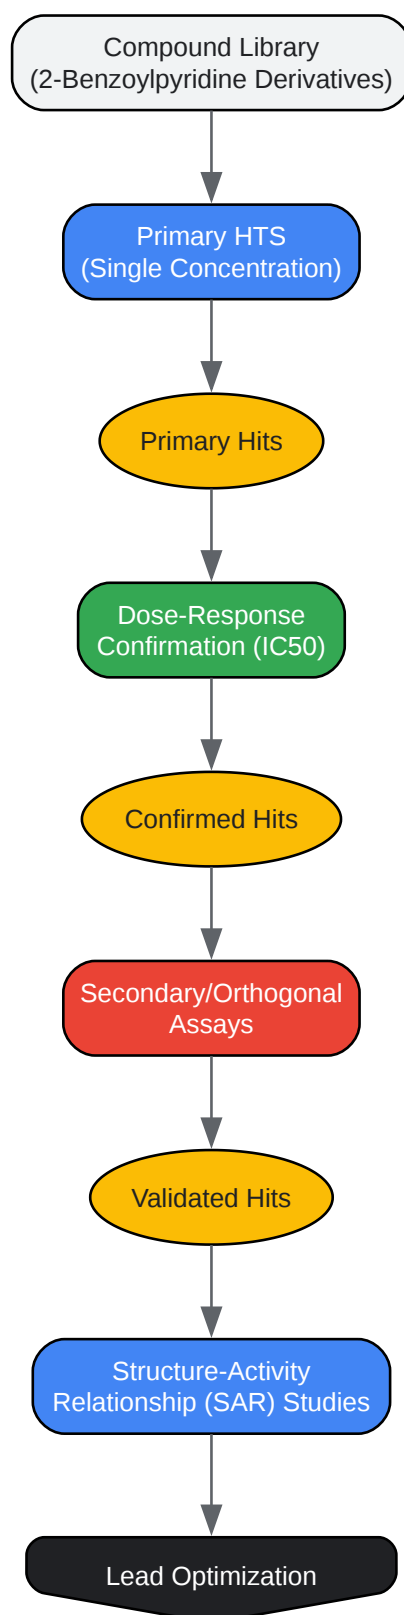 Compound Library
(2-Benzoylpyridine Derivatives)
Primary HTS
(Single Concentration)
Primary Hits
Dose-Response
Confirmation (IC50)
Confirmed Hits
Secondary/Orthogonal
Assays
Validated Hits
Structure-Activity
Relationship (SAR) Studies
Lead Optimization